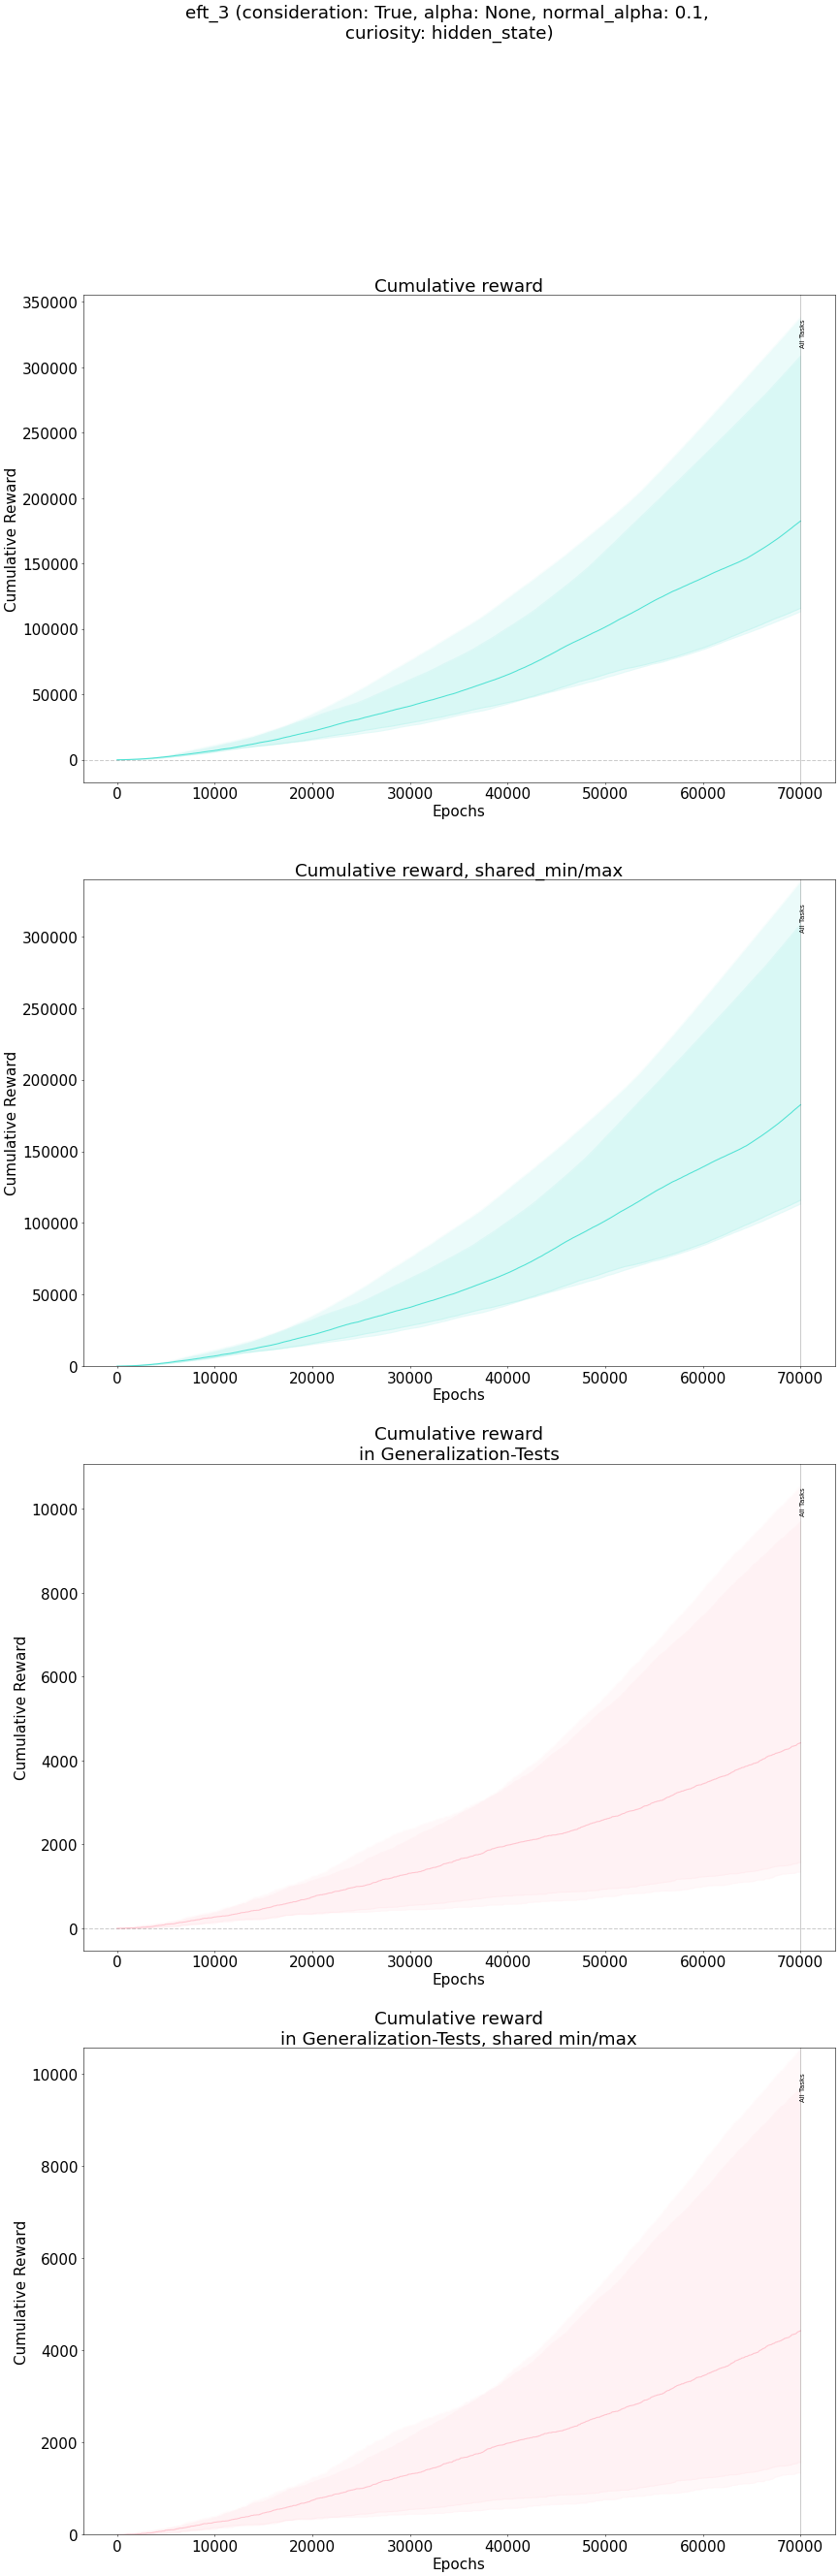 eft_3 (consideration: True, alpha: None, normal_alpha: 0.1,
curiosity: hidden_state)
Cumulative reward
350000
300000
250000
200000
150000
100000
50000
0
Cumulative Reward
All Tasks
0 10000 20000 30000 40000 50000 60000 70000
Epochs
Cumulative reward, shared_min/max
300000
250000
200000
150000
100000
50000
0
Cumulative Reward
All Tasks
0 10000 20000 30000 40000 50000 60000 70000
Epochs
Cumulative reward
in Generalization-Tests
10000
8000
6000
4000
2000
0
Cumulative Reward
All Tasks
0 10000 20000 30000 40000 50000 60000 70000
Epochs
Cumulative reward
in Generalization-Tests, shared min/max
10000
8000
6000
4000
2000
0
Cumulative Reward
All Tasks
0 10000 20000 30000 40000 50000 60000 70000
Epochs